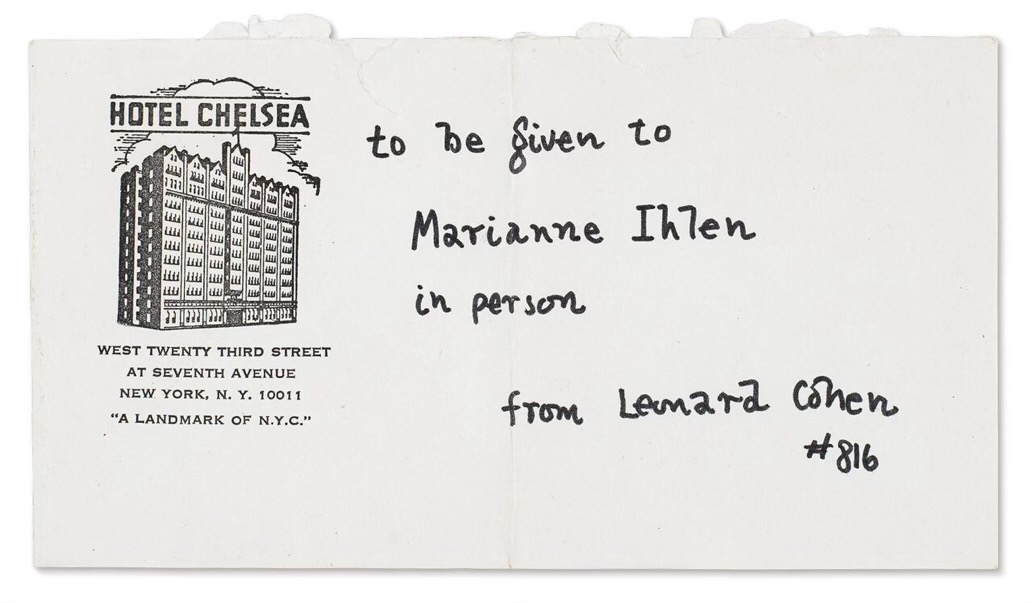 HOTEL CHELSEA
WEST TWENTY THIRD STREET
AT SEVENTH AVENUE
NEW YORK, N. Y. 10011
"A LANDMARK OF N.Y.C."
to be given to
Marianne Ihlen
in person
from Leonard Cohen
#816